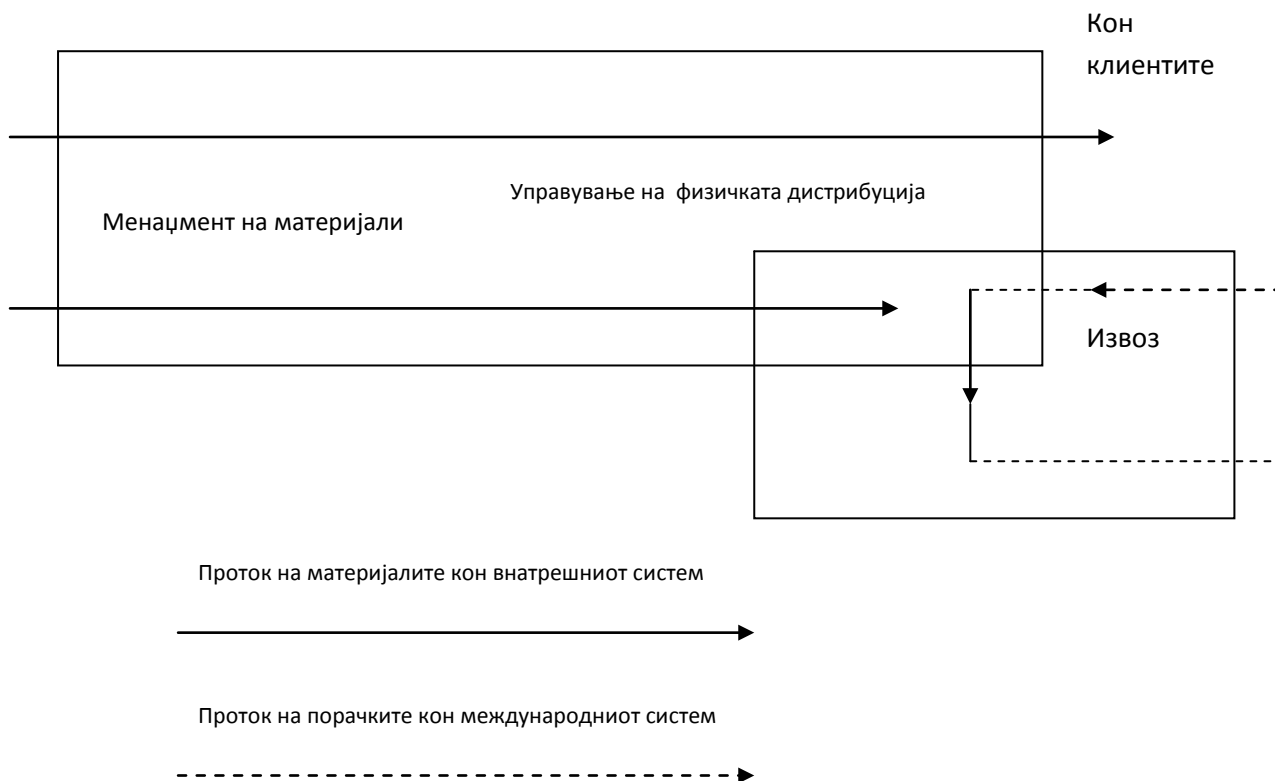 Кон
клиентите
Управување на  физичката дистрибуција
Менаџмент на материјали
Извоз
Проток на материјалите кон внатрешниот систем
Проток на порачките кон международниот систем